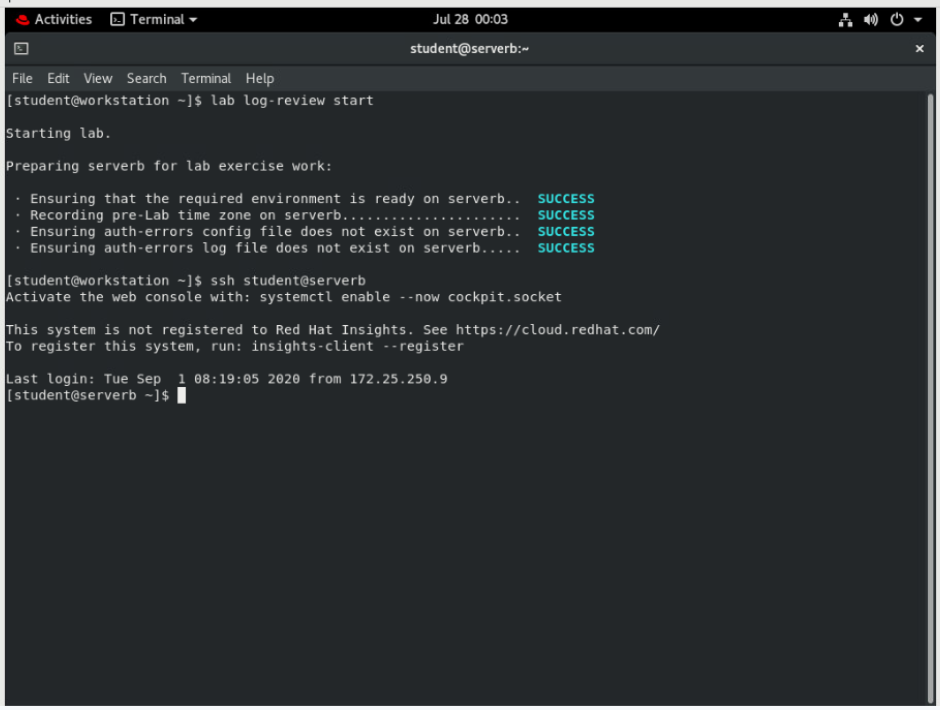 Activities Terminal Jul 28 00:03
student@serverb:~
File Edit View Search Terminal Help
[student@workstation ~]$ lab log-review start
Starting lab.
Preparing serverb for lab exercise work:
· Ensuring that the required environment is ready on serverb.. SUCCESS
· Recording pre-Lab time zone on serverb...................... SUCCESS
· Ensuring auth-errors config file does not exist on serverb.. SUCCESS
· Ensuring auth-errors log file does not exist on serverb..... SUCCESS
[student@workstation ~]$ ssh student@serverb
Activate the web console with: systemctl enable --now cockpit.socket
This system is not registered to Red Hat Insights. See https://cloud.redhat.com/
To register this system, run: insights-client --register
Last login: Tue Sep  1 08:19:05 2020 from 172.25.250.9
[student@serverb ~]$